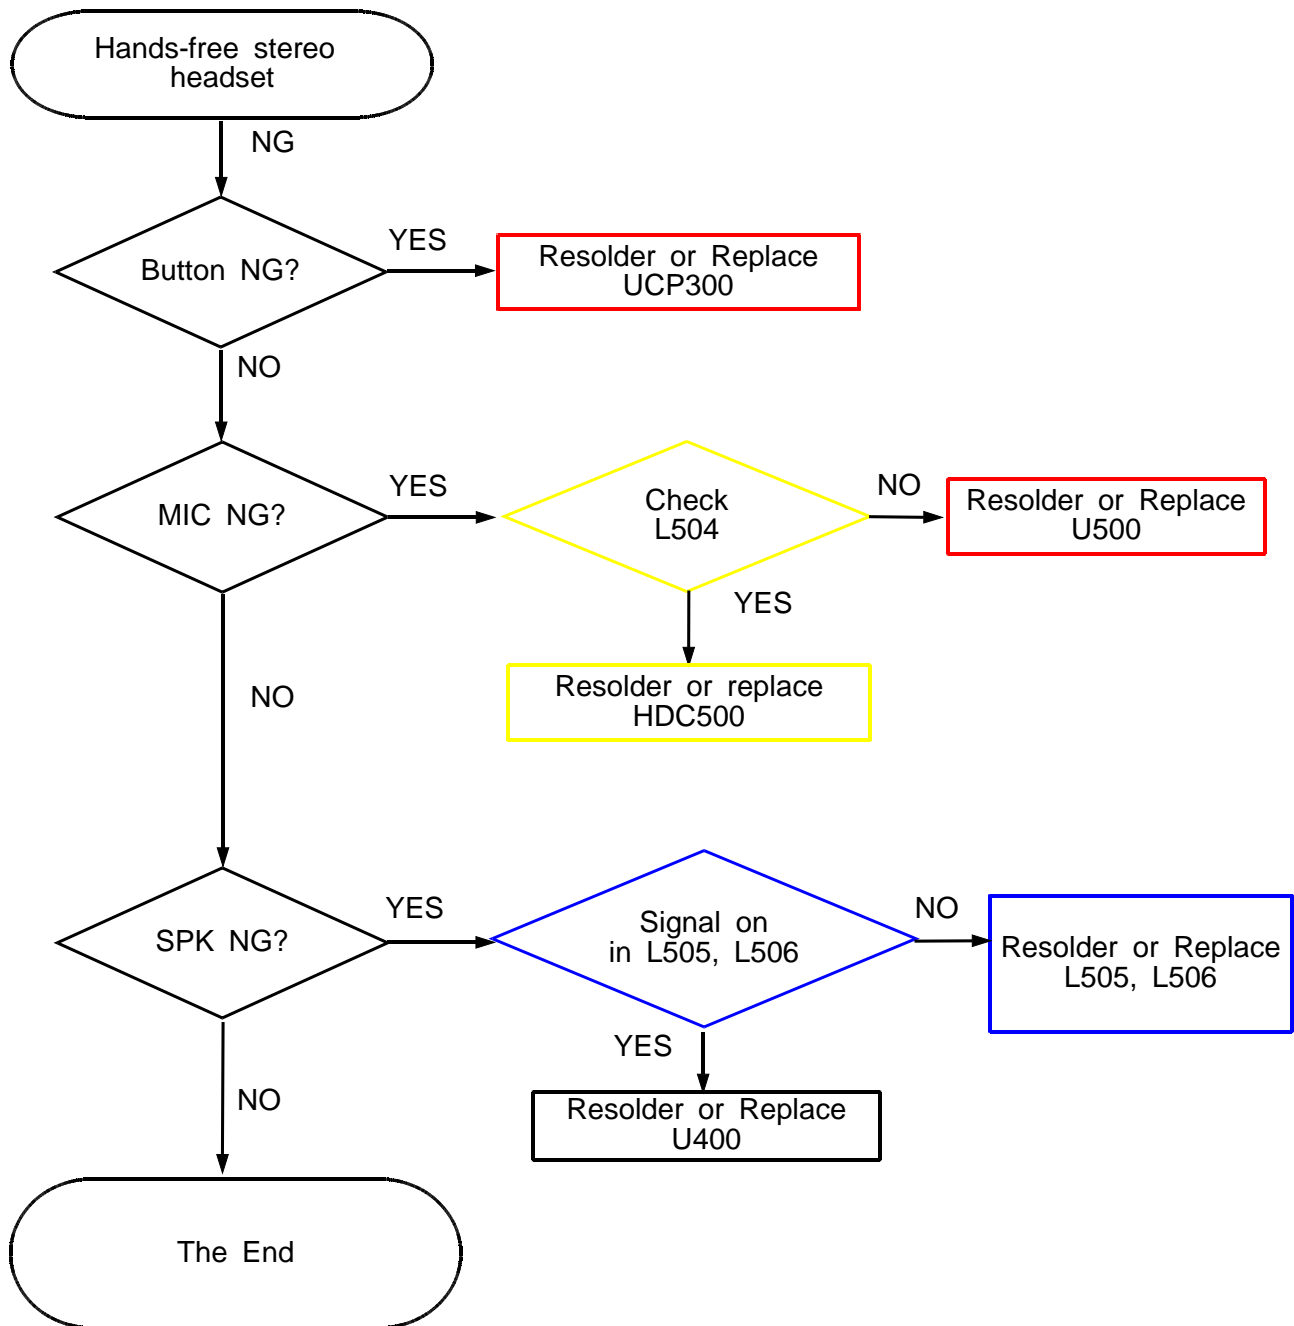 Hands-free stereo
headset
NG
Button NG?
YES
Resolder or Replace
UCP300
NO
MIC NG?
YES
Check
L504
NO
Resolder or Replace
U500
YES
Resolder or replace
HDC500
NO
SPK NG?
YES
Signal on
in L505, L506
NO
Resolder or Replace
L505, L506
YES
Resolder or Replace
U400
NO
The End